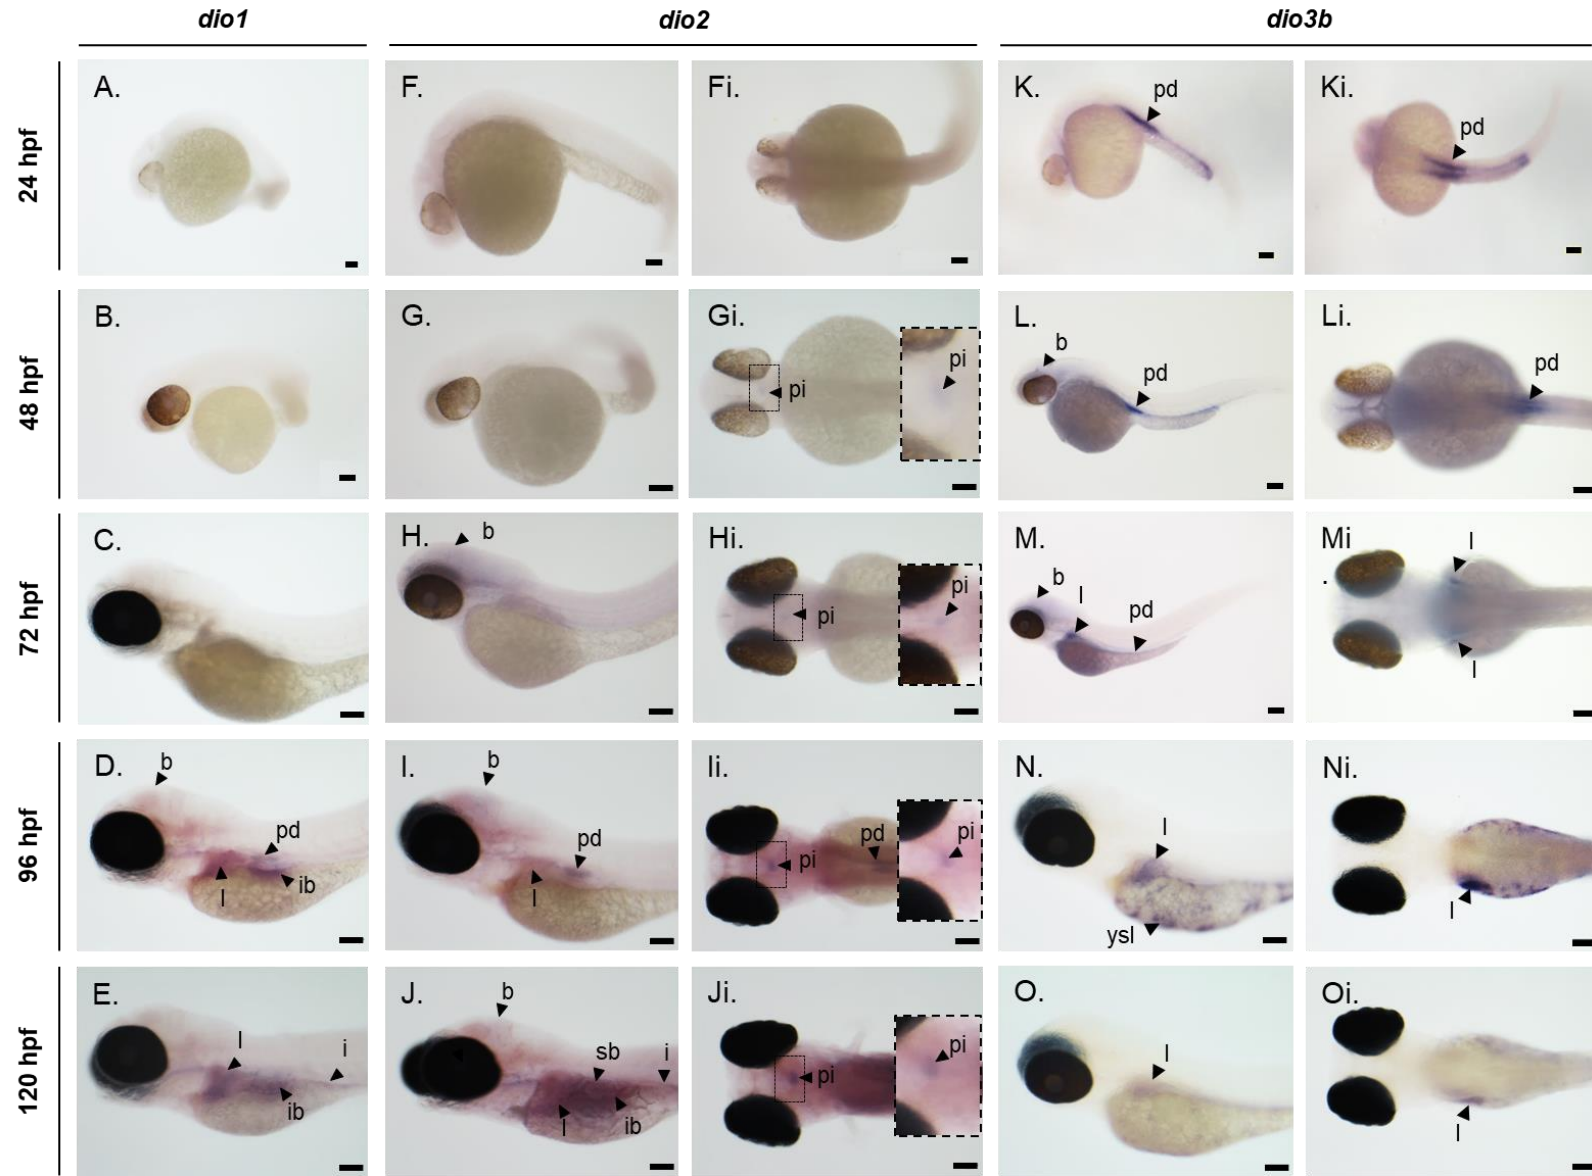 dio1 dio2 dio3b
24 hpf
A. F. Fi. K. pd Ki. pd
48 hpf
B. G. Gi. pi pi L. b pd Li. pd
72 hpf
C. H. b Hi. pi pi M. b l pd Mi . l l
96 hpf
D. b pd l ib I. b pd l Ii. pi pd pi N. l ysl Ni. l
120 hpf
E. l i ib J. b sb i l ib Ji. pi pi O. l Oi. l